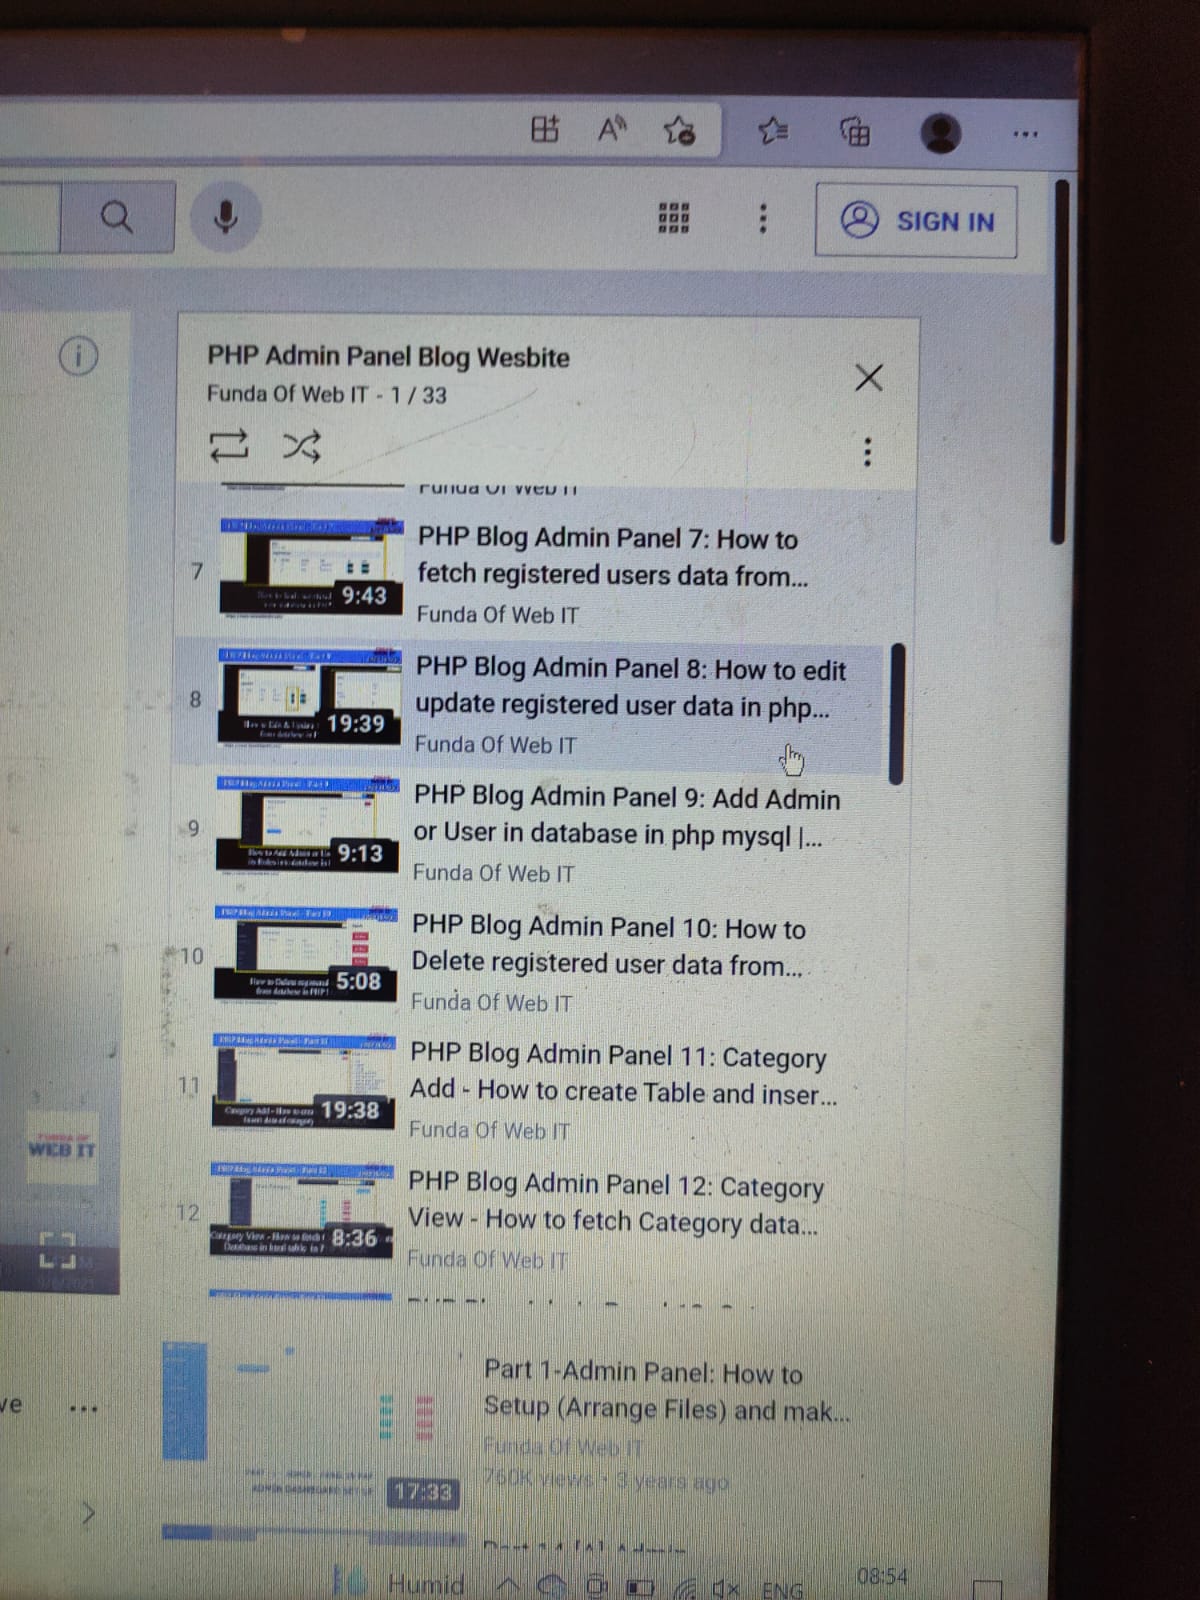 SIGN IN
PHP Admin Panel Blog Wesbite
Funda Of Web IT - 1 / 33
Funda Of Web IT
7
9:43
PHP Blog Admin Panel 7: How to
fetch registered users data from...
Funda Of Web IT
8
19:39
PHP Blog Admin Panel 8: How to edit
update registered user data in php...
Funda Of Web IT
9
9:13
PHP Blog Admin Panel 9: Add Admin
or User in database in php mysql |...
Funda Of Web IT
10
5:08
PHP Blog Admin Panel 10: How to
Delete registered user data from...
Funda Of Web IT
11
19:38
PHP Blog Admin Panel 11: Category
Add - How to create Table and inser...
Funda Of Web IT
12
8:36
PHP Blog Admin Panel 12: Category
View - How to fetch Category data...
Funda Of Web IT
FUNDA OF
WEB IT
Part 1-Admin Panel: How to
Setup (Arrange Files) and mak...
Funda Of Web IT
760K views • 3 years ago
17:33
ve
Humid
ENG
08:54